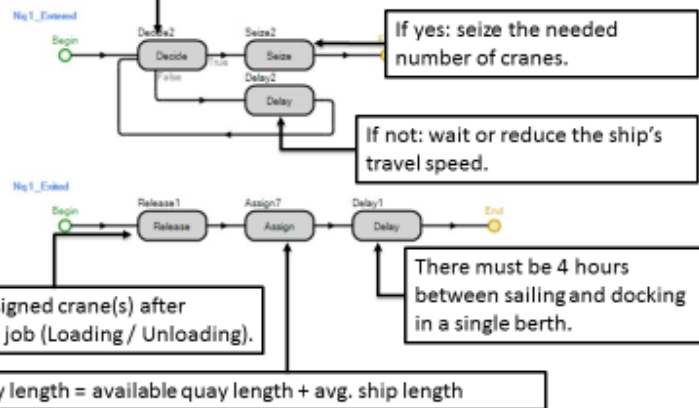 Nq1_Entered
Begin
Decide2
Decide
True
False
Seize2
Seize
Delay2
Delay
If yes: seize the needed
number of cranes.
If not: wait or reduce the ship's
travel speed.
Nq1_Exited
Begin
Release1
Release
Assign7
Assign
Delay1
Delay
End
There must be 4 hours
between sailing and docking
in a single berth.
signed crane(s) after
job (Loading / Unloading).
y length = available quay length + avg. ship length